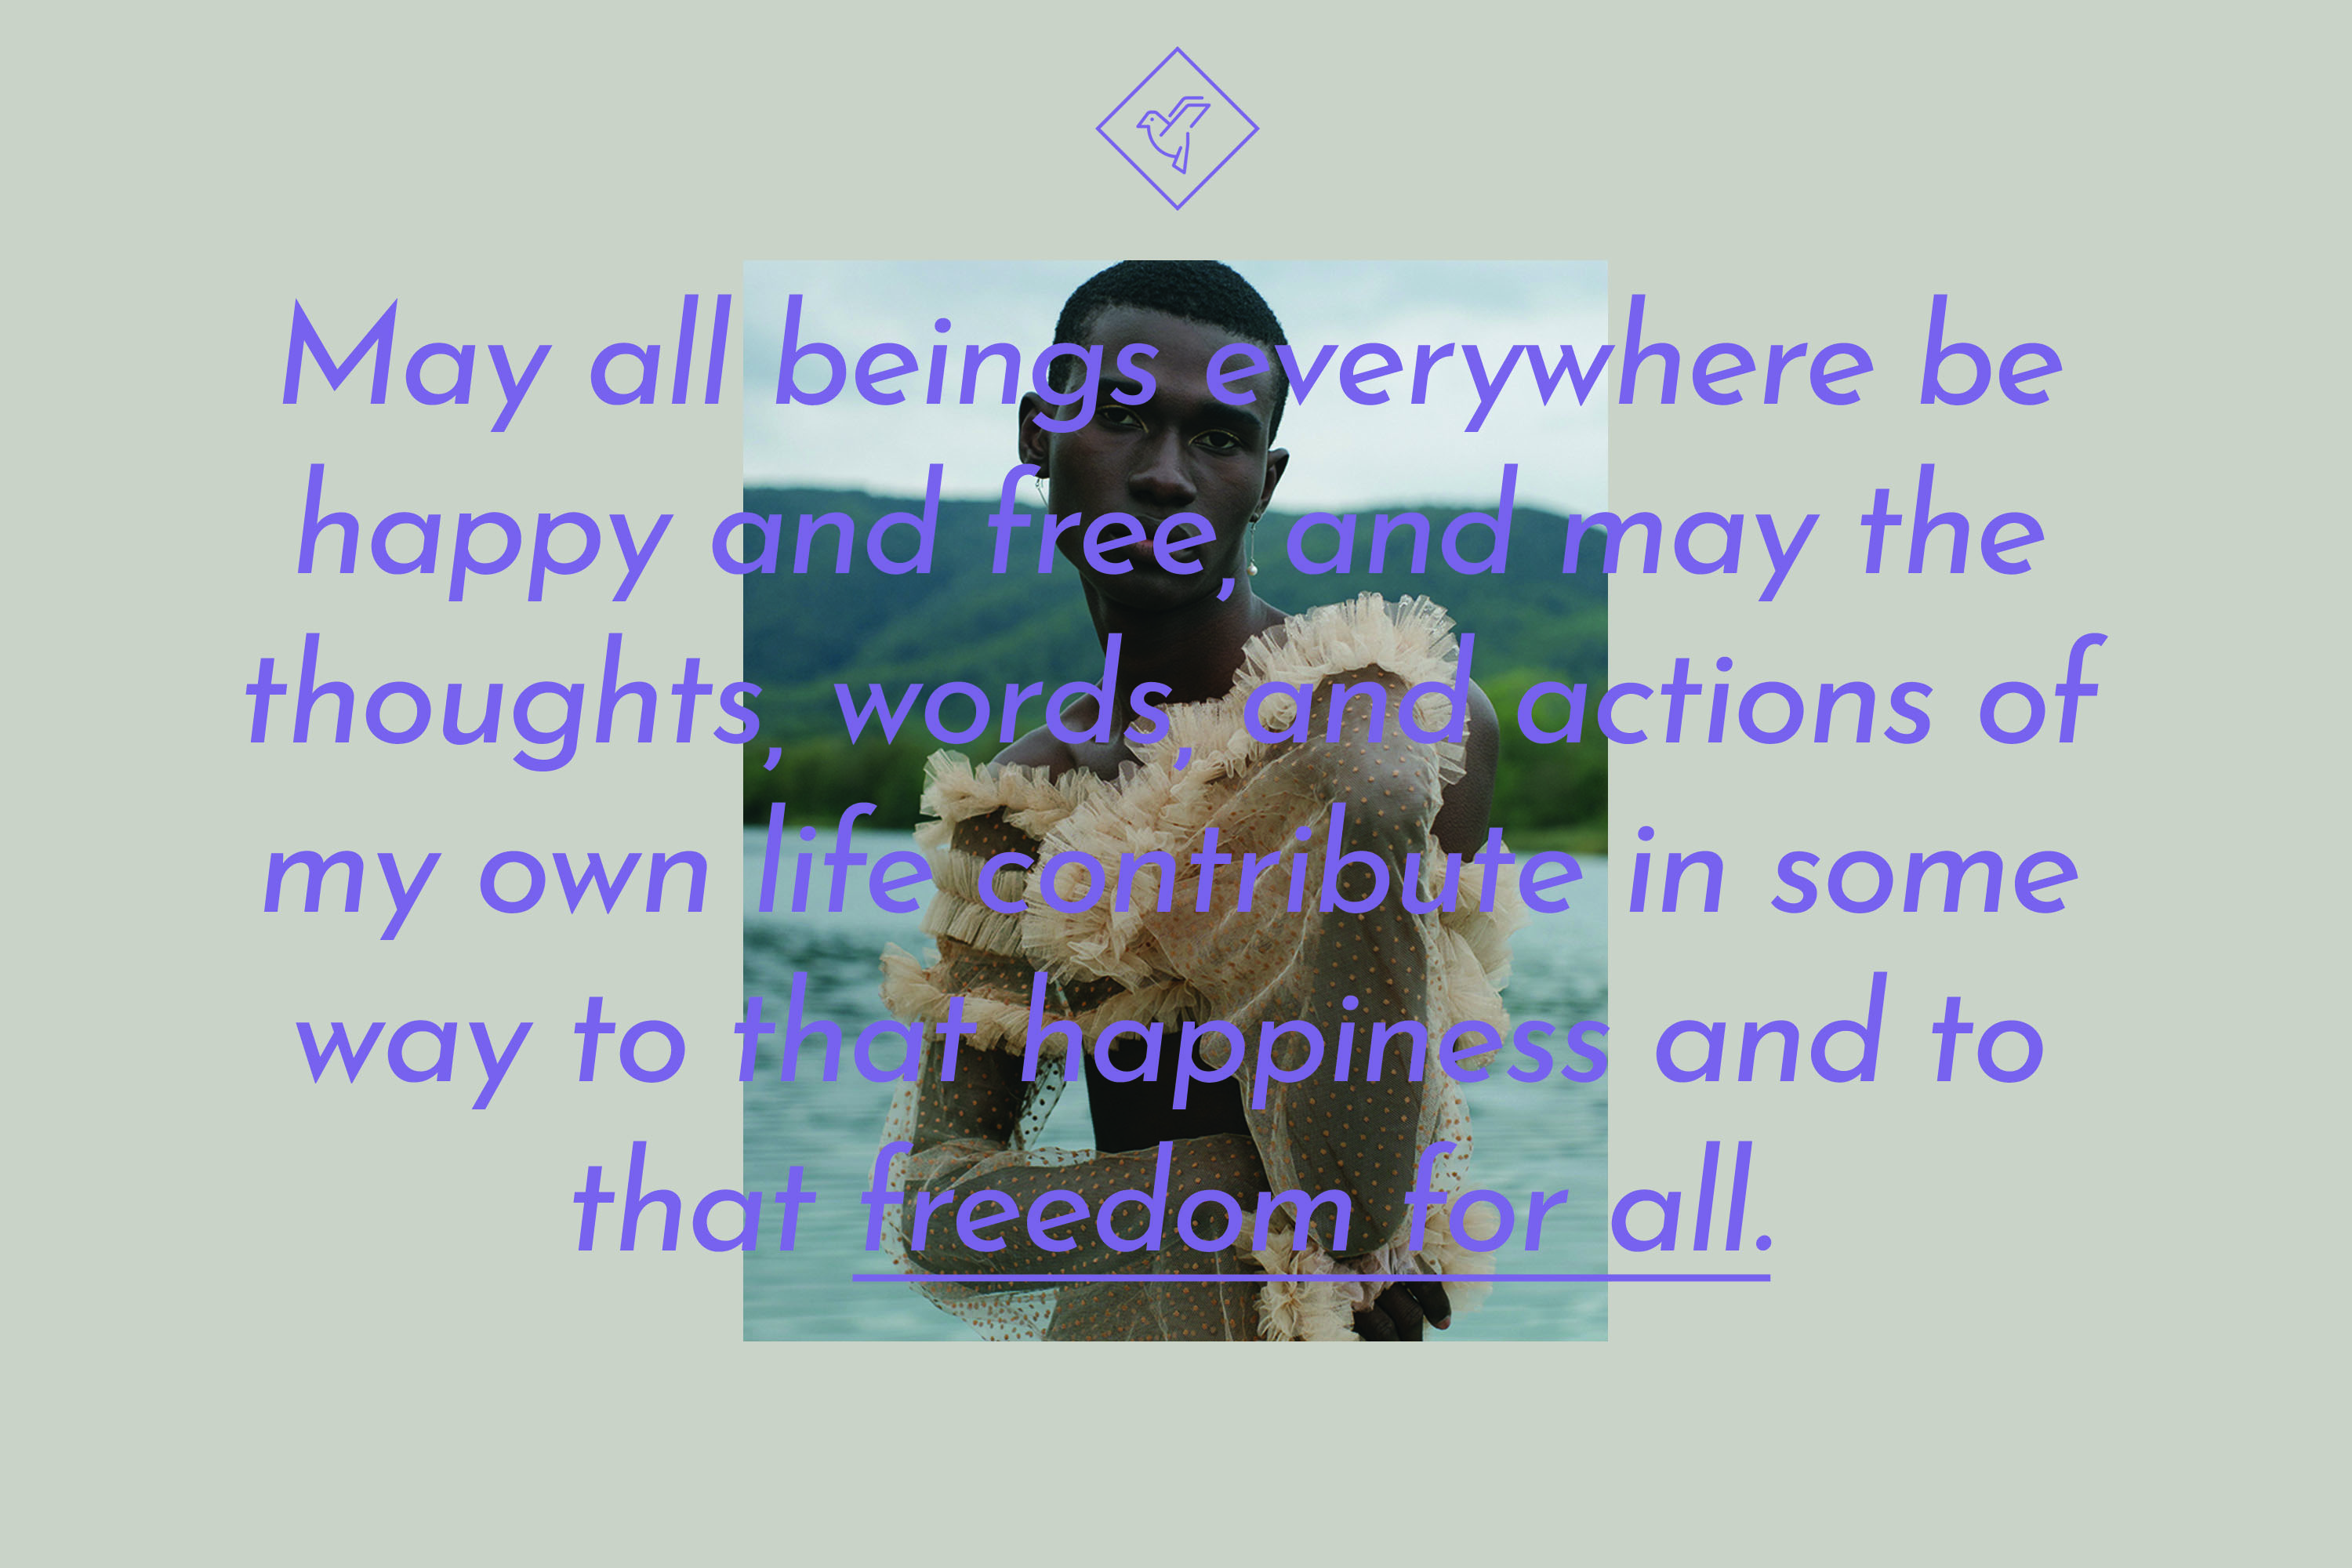 May all beings everywhere be
happy and free, and may the
thoughts, words, and actions of
my own life contribute in some
way to that happiness and to
that freedom for all.